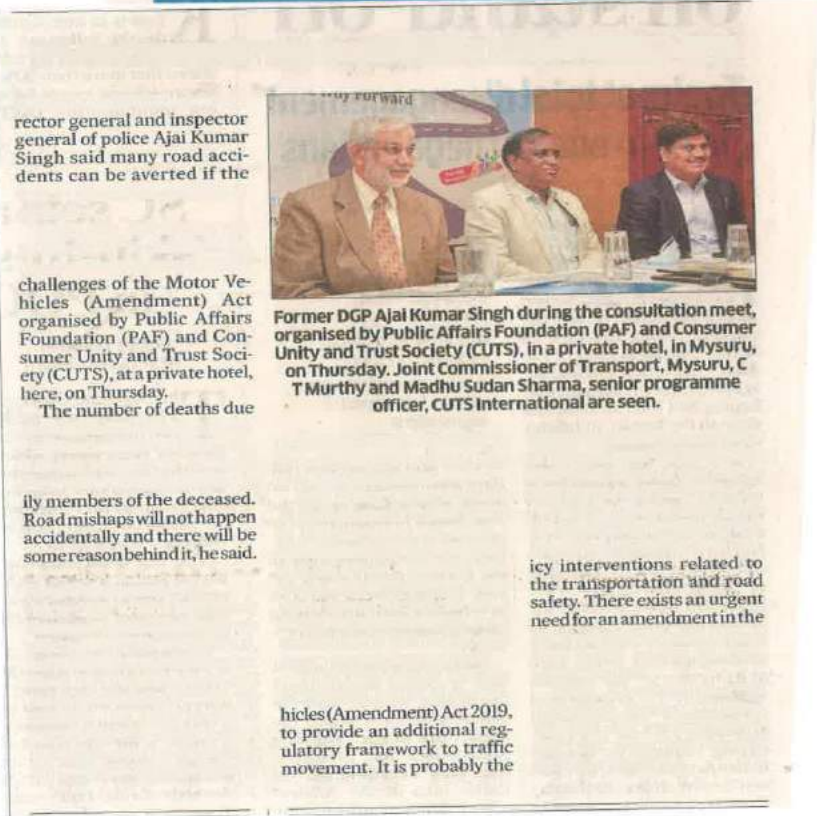 rector general and inspector
general of police Ajai Kumar
Singh said many road acci-
dents can be averted if the
challenges of the Motor Ve-
hicles (Amendment) Act
organised by Public Affairs
Foundation (PAF) and Con-
sumer Unity and Trust Soci-
ety (CUTS), at a private hotel,
here, on Thursday.
The number of deaths due
ily members of the deceased.
Road mishaps will not happen
accidentally and there will be
some reason behind it, he said.
Forward
Former DGP Ajai Kumar Singh during the consultation meet,
organised by Public Affairs Foundation (PAF) and Consumer
Unity and Trust Society (CUTS), in a private hotel, in Mysuru,
on Thursday. Joint Commissioner of Transport, Mysuru, C
T Murthy and Madhu Sudan Sharma, senior programme
officer, CUTS International are seen.
hicles (Amendment) Act 2019,
to provide an additional reg-
ulatory framework to traffic
movement. It is probably the
icy interventions related to
the transportation and road
safety. There exists an urgent
need for an amendment in the